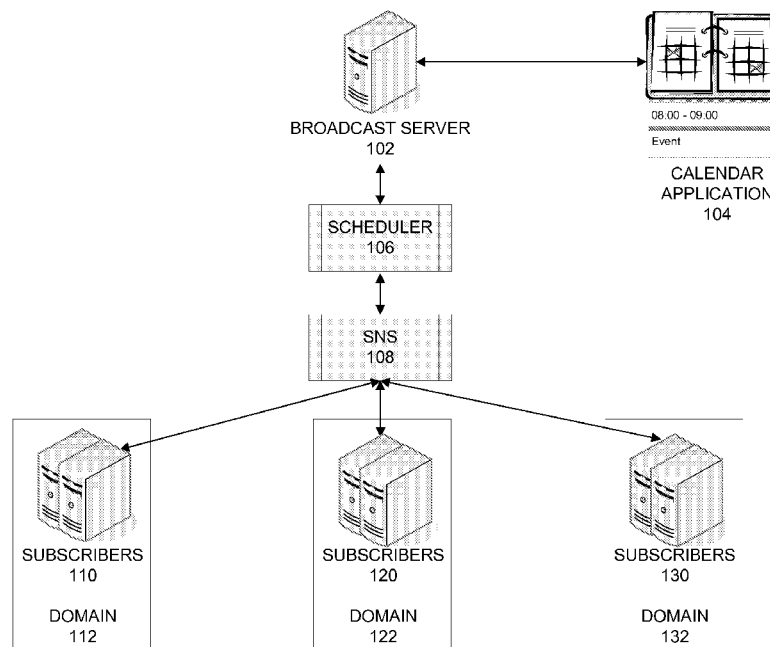 BROADCAST SERVER
102
08:00 - 09:00
Event
CALENDAR
APPLICATION
104
SCHEDULER
106
SNS
108
SUBSCRIBERS
110
DOMAIN
112
SUBSCRIBERS
120
DOMAIN
122
SUBSCRIBERS
130
DOMAIN
132